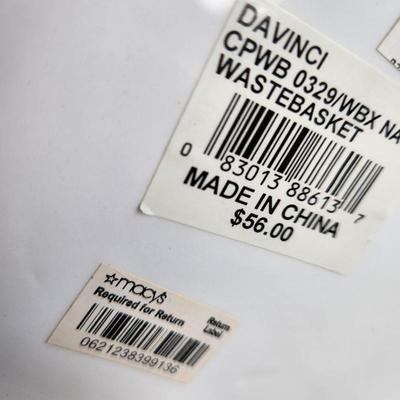 DAVINCI
CPWB 0329/WBX NA
WASTEBASKET
0 83013 88613 7
MADE IN CHINA
$56.00
☆macy's
Required for Return
Return
Label
0621238399136